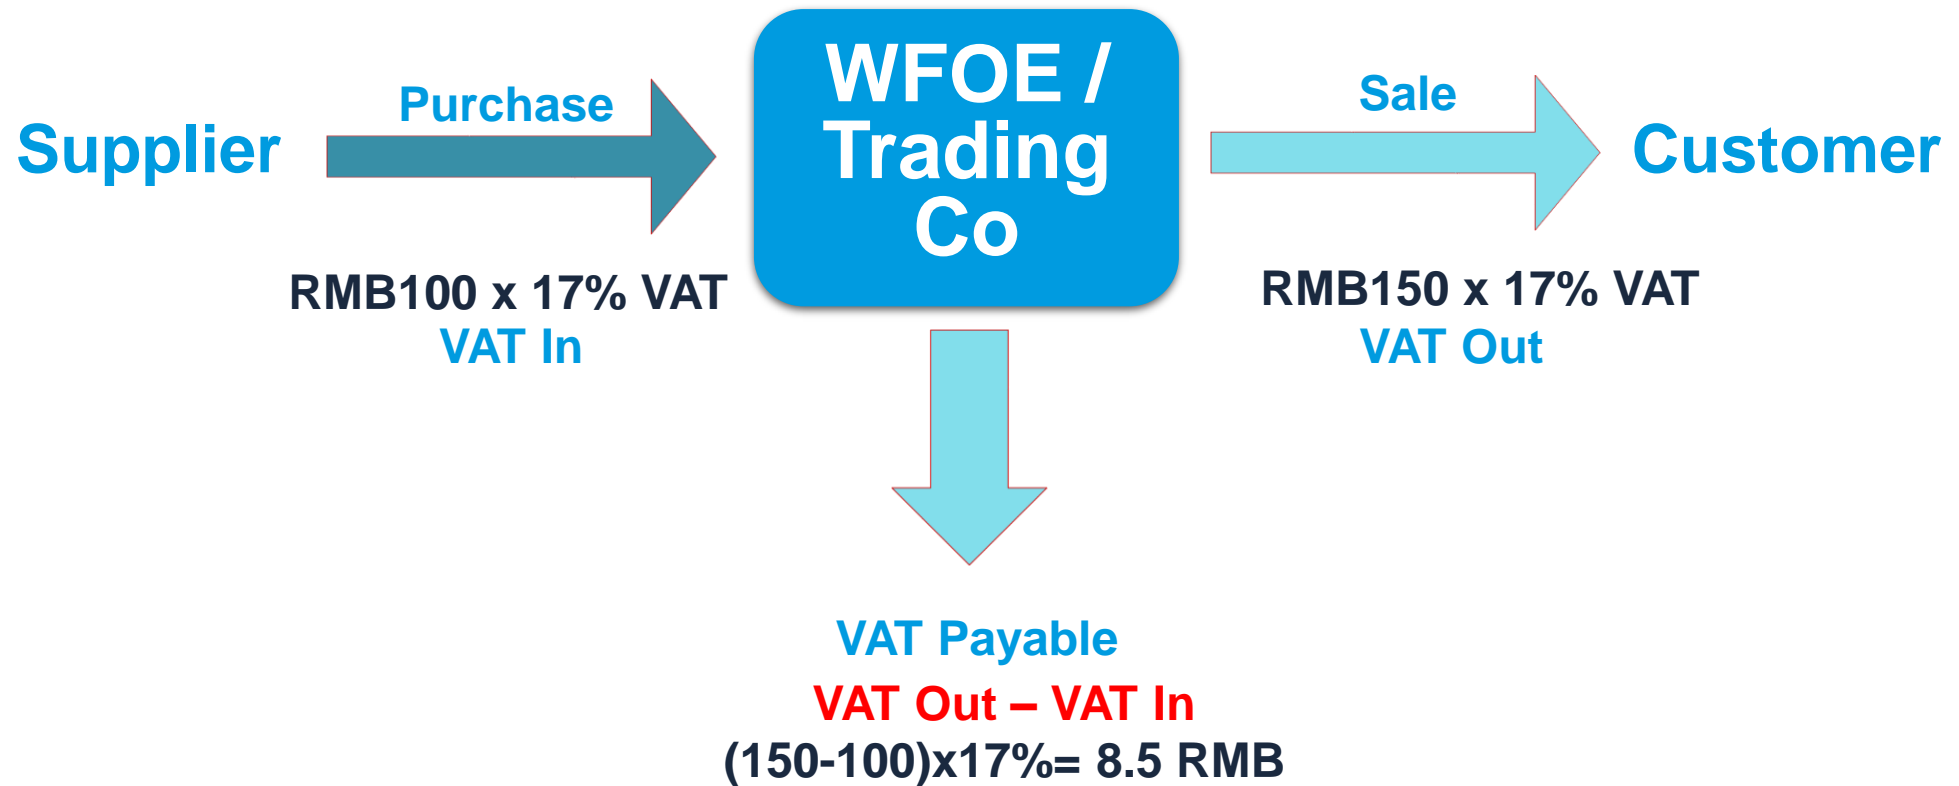 Supplier
Purchase
WFOE /
Trading
Co
Sale
Customer
RMB100 x 17% VAT
VAT In
RMB150 x 17% VAT
VAT Out
VAT Payable
VAT Out – VAT In
(150-100)x17%= 8.5 RMB